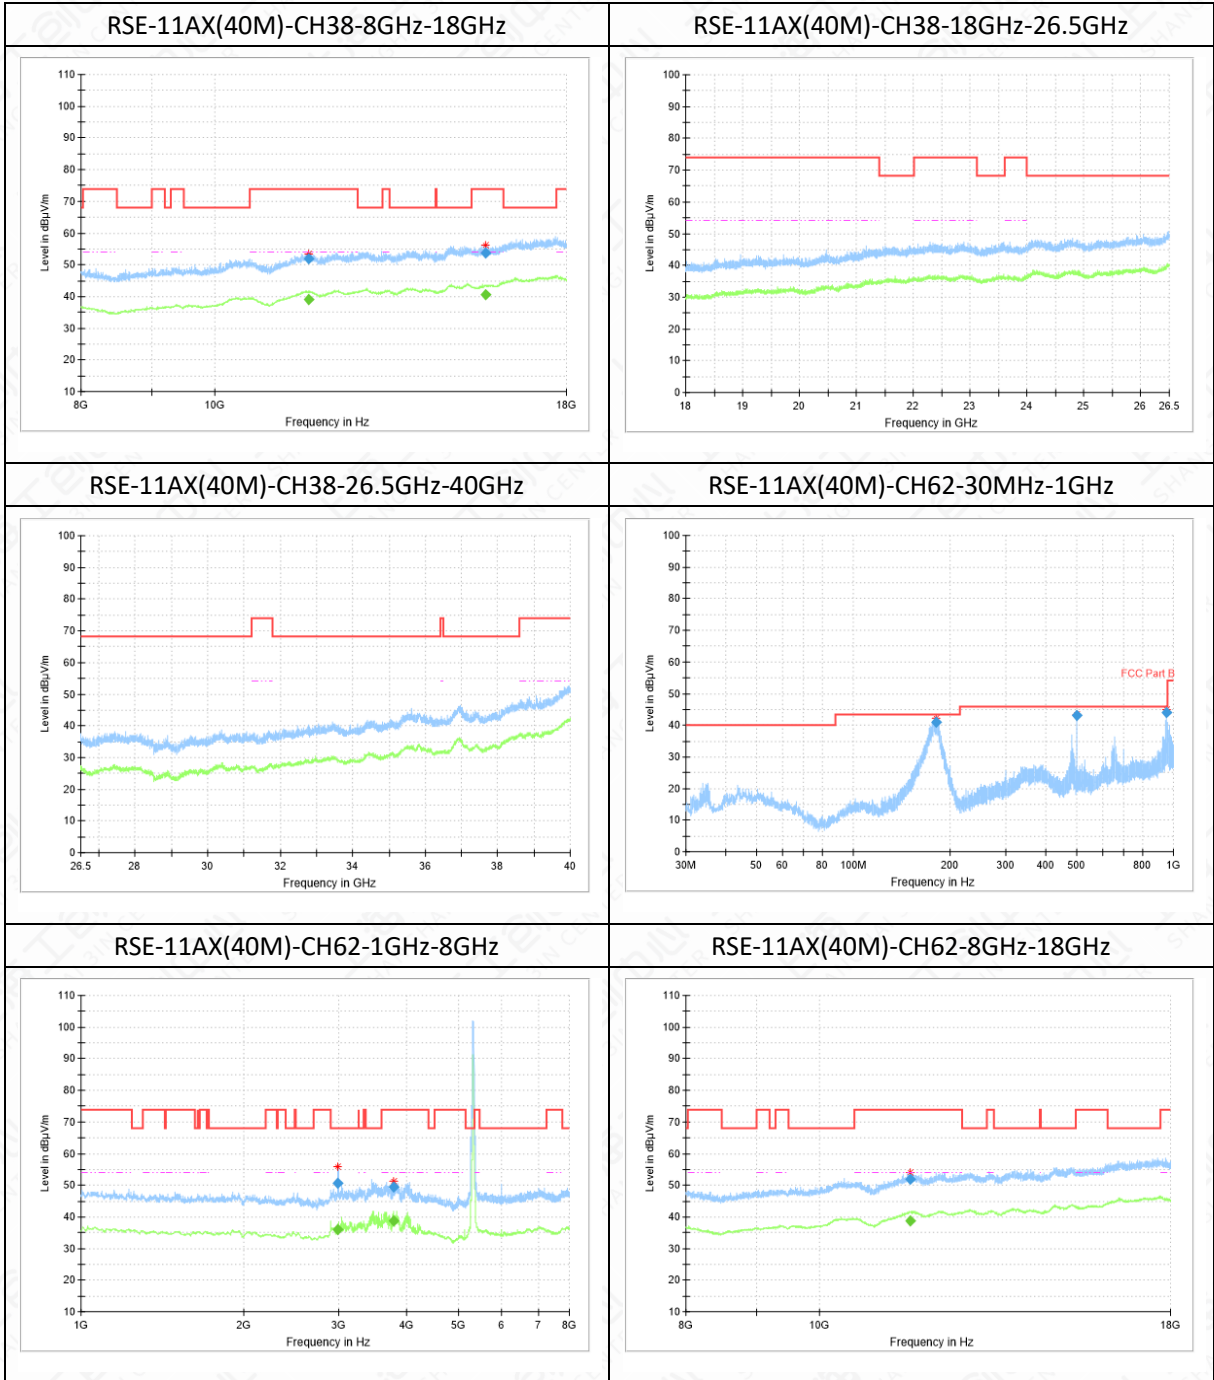 RSE-11AX(40M)-CH38-8GHz-18GHz
110
100
90
80
70
60
50
40
30
20
10
Level in dBµV/m
8G
10G
18G
Frequency in Hz
RSE-11AX(40M)-CH38-18GHz-26.5GHz
100
90
80
70
60
50
40
30
20
10
0
Level in dBµV/m
18
19
20
21
22
23
24
25
26
26.5
Frequency in GHz
RSE-11AX(40M)-CH38-26.5GHz-40GHz
100
90
80
70
60
50
40
30
20
10
0
Level in dBµV/m
26.5
28
30
32
34
36
38
40
Frequency in GHz
RSE-11AX(40M)-CH62-30MHz-1GHz
100
90
80
70
60
50
40
30
20
10
0
Level in dBµV/m
FCC Part B
30M
50
60
80
100M
200
300
400
500
800
1G
Frequency in Hz
RSE-11AX(40M)-CH62-1GHz-8GHz
110
100
90
80
70
60
50
40
30
20
10
Level in dBµV/m
1G
2G
3G
4G
5G
6
7
8G
Frequency in Hz
RSE-11AX(40M)-CH62-8GHz-18GHz
110
100
90
80
70
60
50
40
30
20
10
Level in dBµV/m
8G
10G
18G
Frequency in Hz